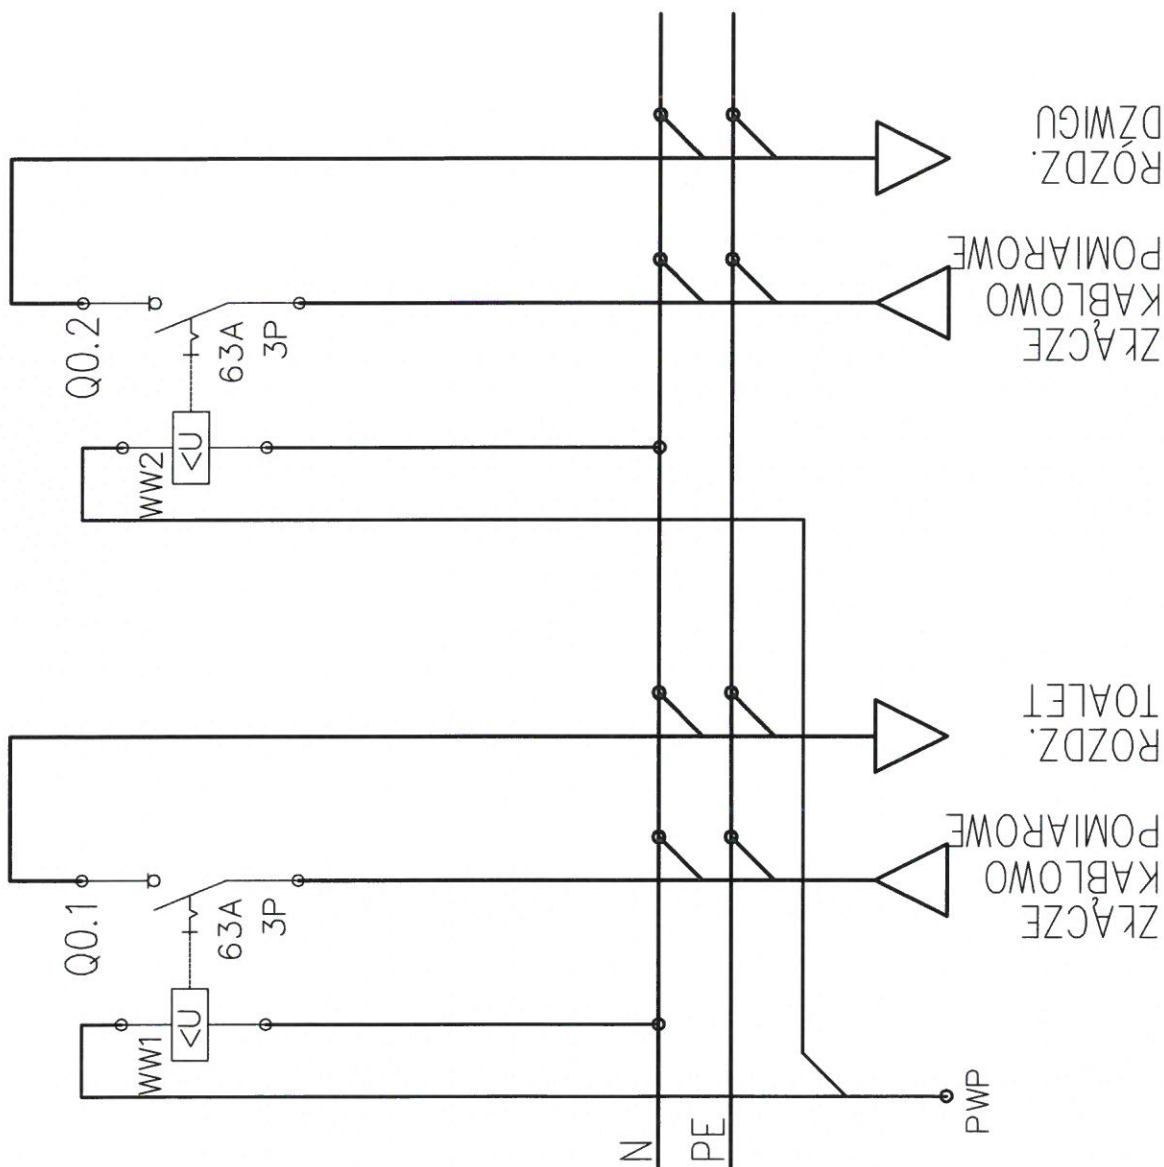 RÓZDZ.
DŹWIGU
ZŁĄCZE
KABLOWO
POMIAROWE
Q0.2
63A
3P
WW2
<U
ROZDZ.
TOALET
ZŁĄCZE
KABLOWO
POMIAROWE
Q0.1
63A
3P
WW1
<U
N
PE
PWP